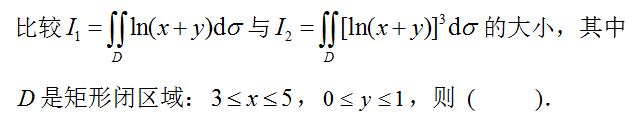 比较 $I_1=\iint\limits_D \ln(x+y)\mathrm{d}\sigma$ 与 $I_2=\iint\limits_D [\ln(x+y)]^3\mathrm{d}\sigma$ 的大小，其中
$D$ 是矩形闭区域：$3\le x\le 5$，$0\le y\le 1$，则（      ）．